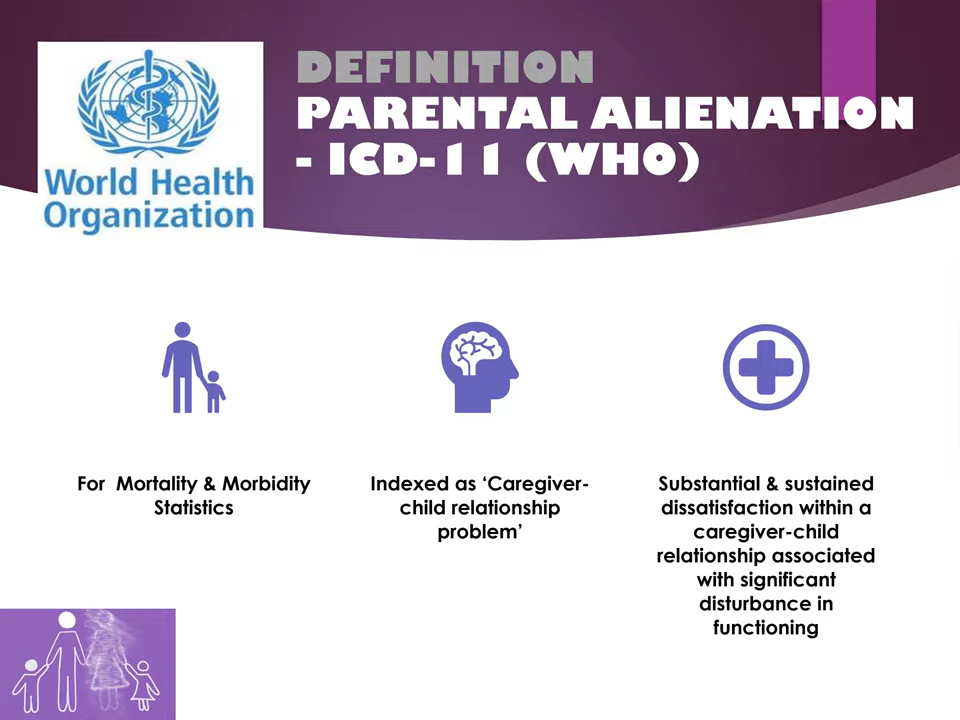 World Health
Organization
DEFINITION
PARENTAL ALIENATION
- ICD-11 (WHO)
For Mortality & Morbidity
Statistics
Indexed as ‘Caregiver-
child relationship
problem’
Substantial & sustained
dissatisfaction within a
caregiver-child
relationship associated
with significant
disturbance in
functioning